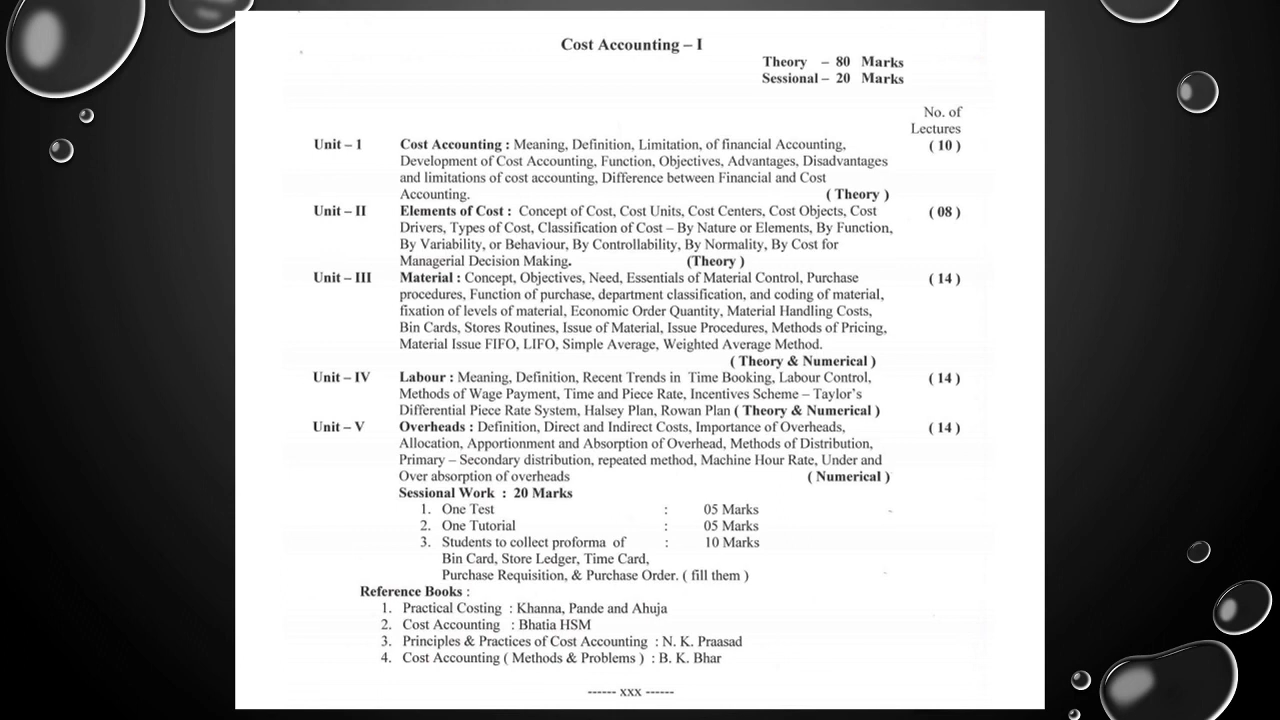 Cost Accounting – I
Theory – 80 Marks
Sessional – 20 Marks
No. of
Lectures
Unit – 1 Cost Accounting : Meaning, Definition, Limitation, of financial Accounting, ( 10 )
Development of Cost Accounting, Function, Objectives, Advantages, Disadvantages
and limitations of cost accounting, Difference between Financial and Cost
Accounting. ( Theory )
Unit – II Elements of Cost : Concept of Cost, Cost Units, Cost Centers, Cost Objects, Cost ( 08 )
Drivers, Types of Cost, Classification of Cost – By Nature or Elements, By Function,
By Variability, or Behaviour, By Controllability, By Normality, By Cost for
Managerial Decision Making. (Theory )
Unit – III Material : Concept, Objectives, Need, Essentials of Material Control, Purchase ( 14 )
procedures, Function of purchase, department classification, and coding of material,
fixation of levels of material, Economic Order Quantity, Material Handling Costs,
Bin Cards, Stores Routines, Issue of Material, Issue Procedures, Methods of Pricing,
Material Issue FIFO, LIFO, Simple Average, Weighted Average Method.
( Theory & Numerical )
Unit – IV Labour : Meaning, Definition, Recent Trends in Time Booking, Labour Control, ( 14 )
Methods of Wage Payment, Time and Piece Rate, Incentives Scheme – Taylor's
Differential Piece Rate System, Halsey Plan, Rowan Plan ( Theory & Numerical )
Unit – V Overheads : Definition, Direct and Indirect Costs, Importance of Overheads, ( 14 )
Allocation, Apportionment and Absorption of Overhead, Methods of Distribution,
Primary – Secondary distribution, repeated method, Machine Hour Rate, Under and
Over absorption of overheads ( Numerical )
Sessional Work : 20 Marks
1. One Test : 05 Marks
2. One Tutorial : 05 Marks
3. Students to collect proforma of : 10 Marks
Bin Card, Store Ledger, Time Card,
Purchase Requisition, & Purchase Order. ( fill them )
Reference Books :
1. Practical Costing : Khanna, Pande and Ahuja
2. Cost Accounting : Bhatia HSM
3. Principles & Practices of Cost Accounting : N. K. Praasad
4. Cost Accounting ( Methods & Problems ) : B. K. Bhar
------ xxx ------